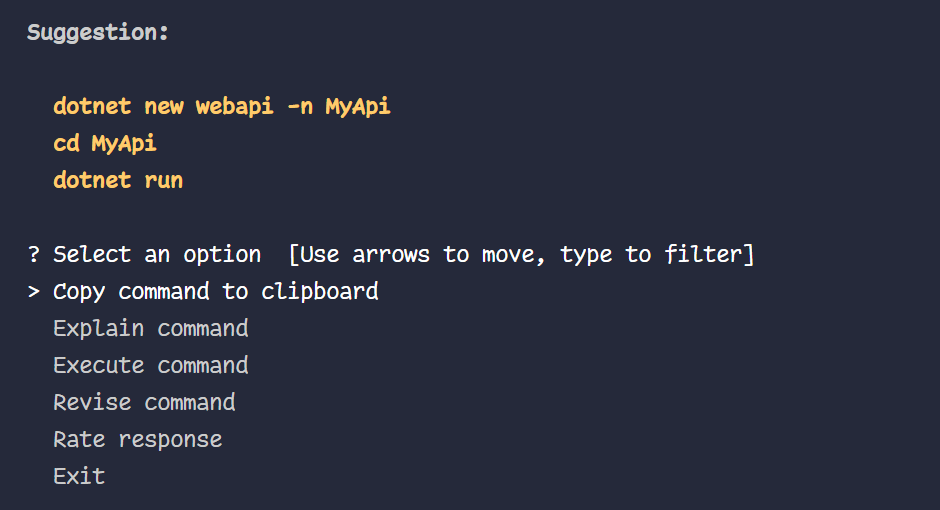 Suggestion:
dotnet new webapi -n MyApi
cd MyApi
dotnet run
? Select an option  [Use arrows to move, type to filter]
> Copy command to clipboard
Explain command
Execute command
Revise command
Rate response
Exit